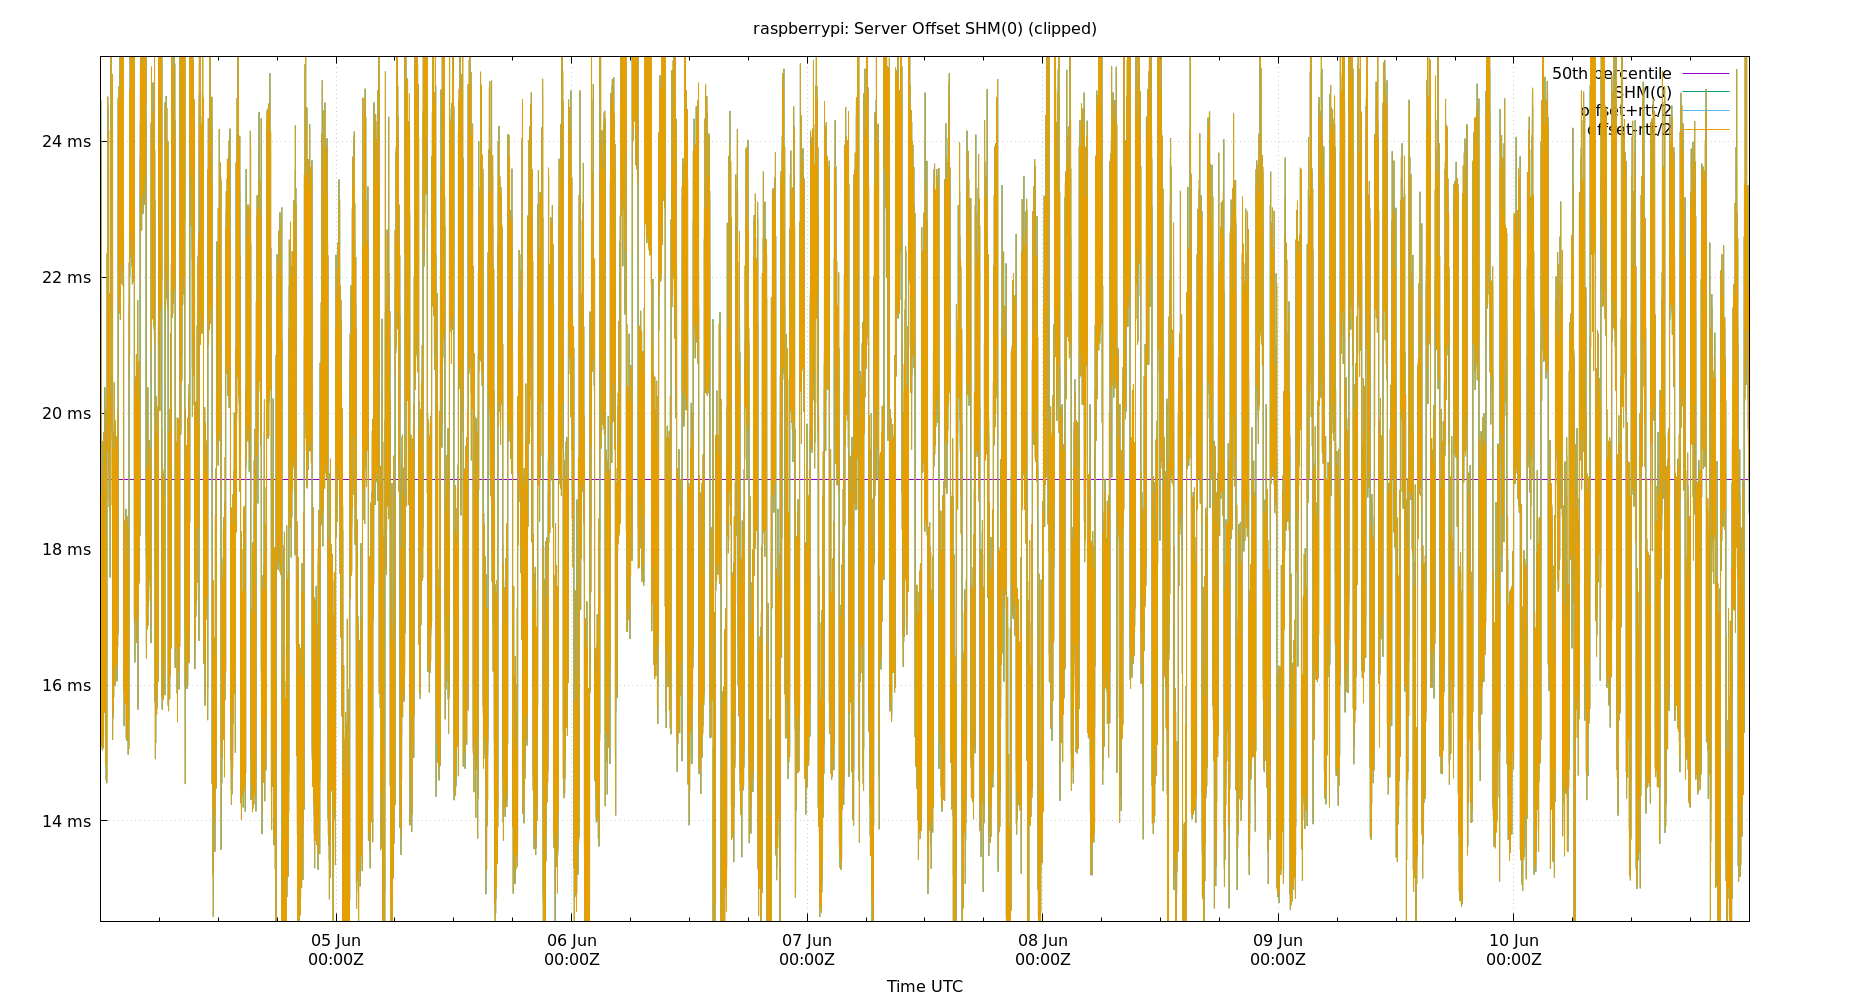 raspberrypi: Server Offset SHM(0) (clipped)
50th percentile
SHM(0)
offset+rtt/2
offset-rtt/2
24 ms
22 ms
20 ms
18 ms
16 ms
14 ms
05 Jun 06 Jun 07 Jun 08 Jun 09 Jun 10 Jun
00:00Z 00:00Z 00:00Z 00:00Z 00:00Z 00:00Z
Time UTC